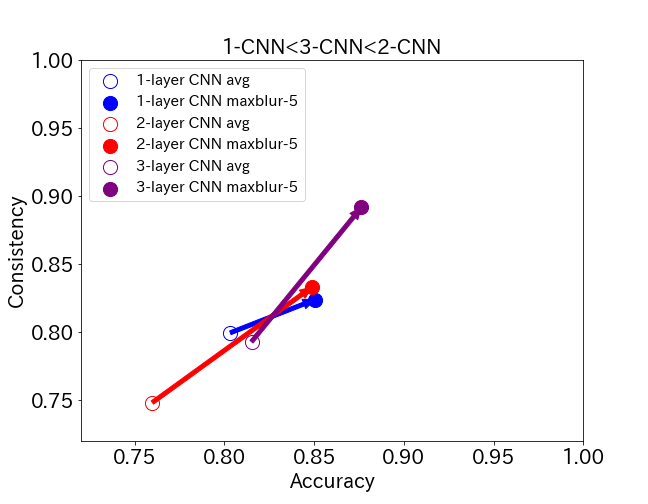 1-CNN<3-CNN<2-CNN
1-layer CNN avg
1-layer CNN maxblur-5
2-layer CNN avg
2-layer CNN maxblur-5
3-layer CNN avg
3-layer CNN maxblur-5
1.00
0.95
0.90
0.85
0.80
0.75
Consistency
0.75 0.80 0.85 0.90 0.95 1.00
Accuracy